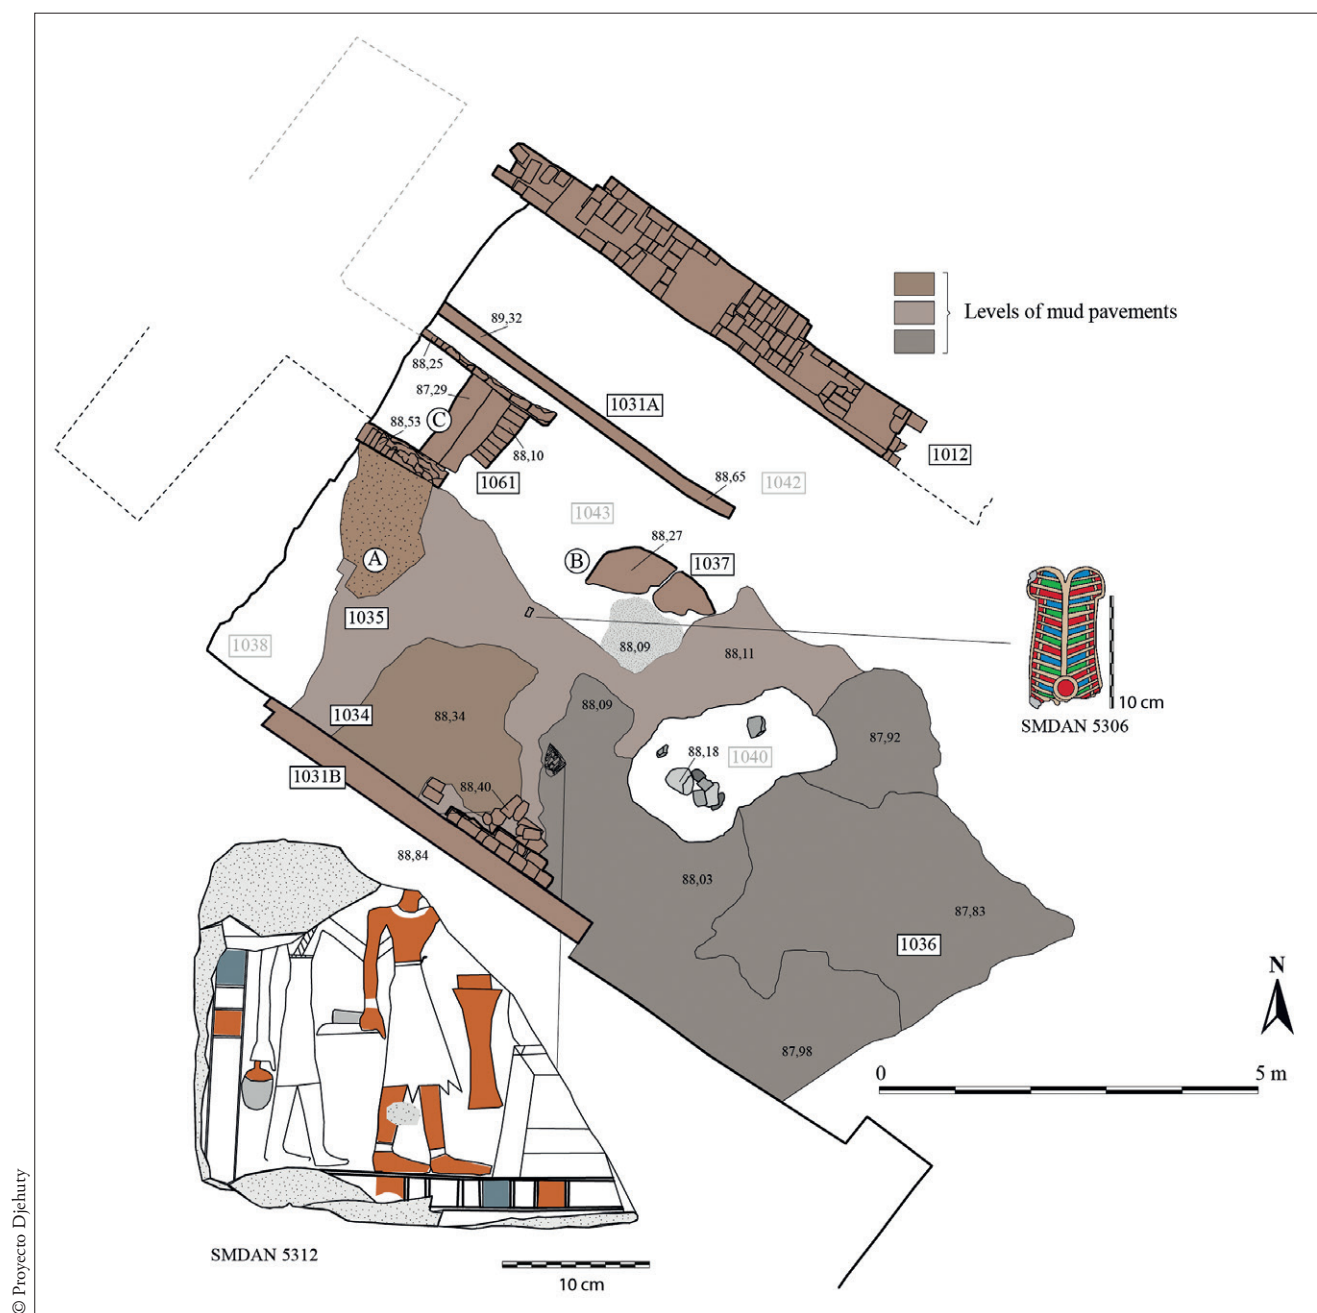 Levels of mud pavements
89,32
88,25
87,29
C
1031A
88,53
88,10
1012
1061
88,65
1042
1043
88,27
B
1037
A
1035
1038
88,09
88,11
10 cm
SMDAN 5306
1034
88,34
88,09
87,92
88,18
1040
1031B
88,40
88,84
88,03
87,83
1036
N
87,98
0
5 m
SMDAN 5312
10 cm
© Proyecto Djehuty